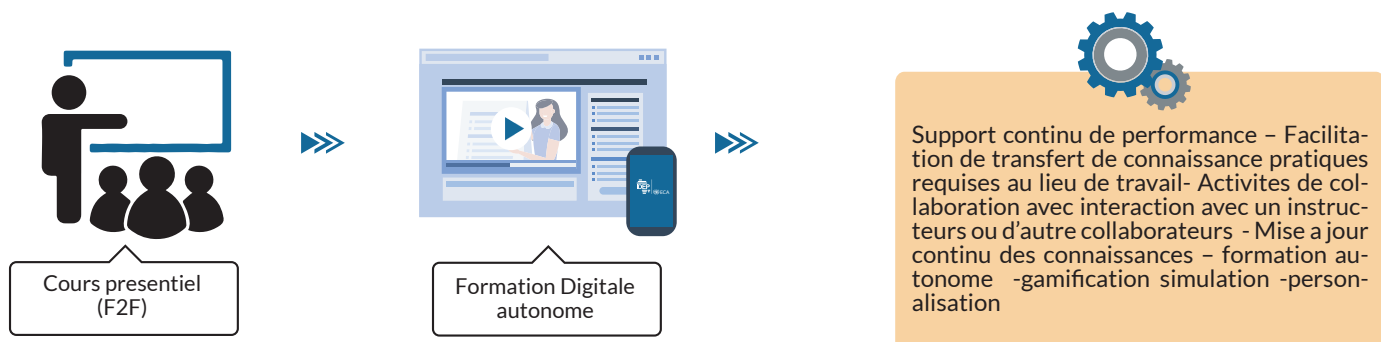 Cours presentiel
(F2F)
Formation Digitale
autonome
IDEP ECA
Support continu de performance – Facilita-
tion de transfert de connaissance pratiques
requises au lieu de travail- Activites de col-
laboration avec interaction avec un instruc-
teurs ou d’autre collaborateurs - Mise a jour
continu des connaissances – formation au-
tonome -gamification simulation -person-
alisation